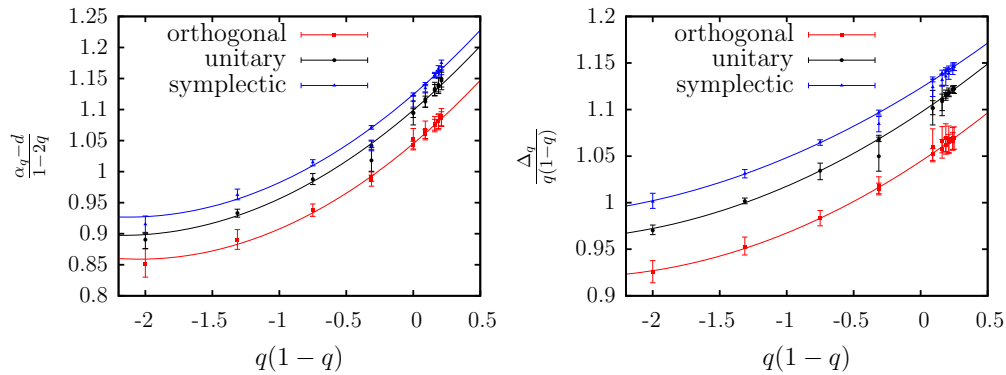 1.25
1.2
1.15
1.1
1.05
1
0.95
0.9
0.85
0.8
-2
-1.5
-1
-0.5
0
0.5
orthogonal
unitary
symplectic
α_q−d
1−2q
q(1 − q)
1.2
1.15
1.1
1.05
1
0.95
0.9
-2
-1.5
-1
-0.5
0
0.5
orthogonal
unitary
symplectic
Δ_q
q(1−q)
q(1 − q)